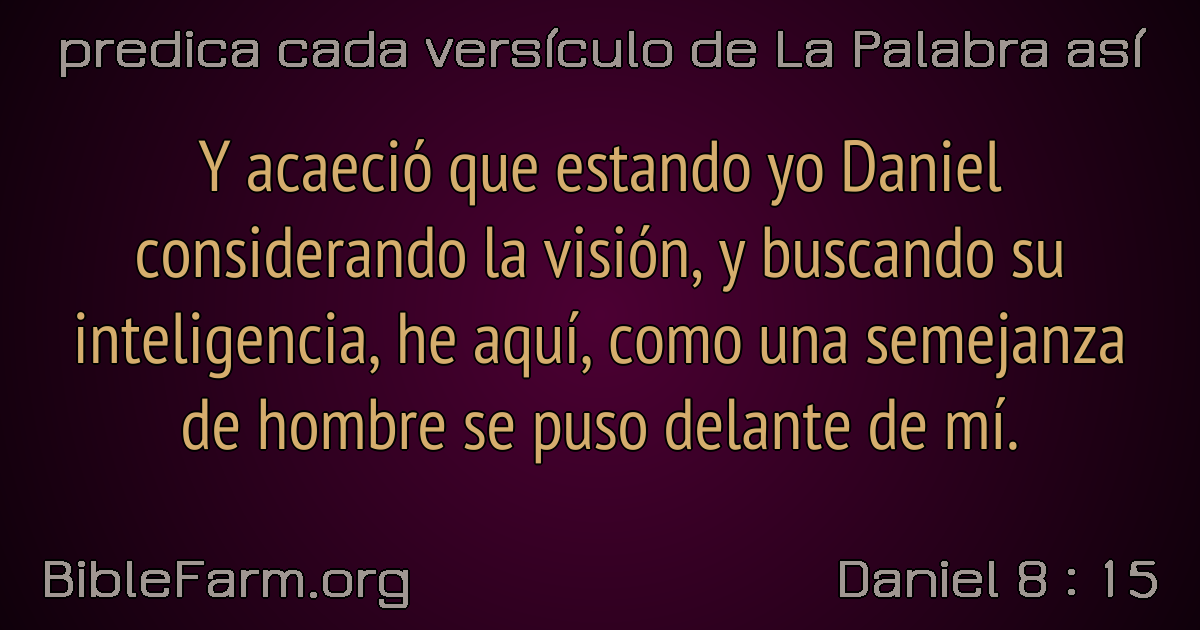 predica cada versículo de La Palabra así
Y acaeció que estando yo Daniel
considerando la visión, y buscando su
inteligencia, he aquí, como una semejanza
de hombre se puso delante de mí.
BibleFarm.org
Daniel 8 : 15